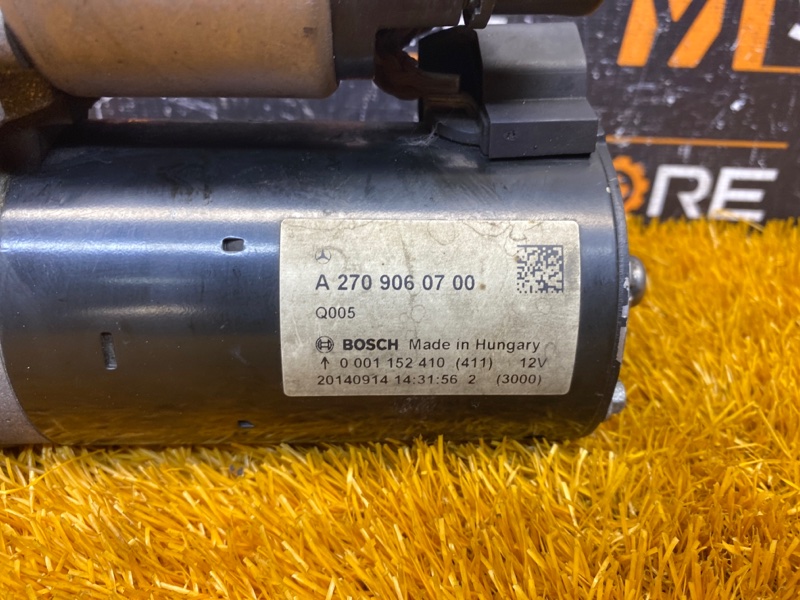 RE
A 270 906 07 00
Q005
BOSCH Made in Hungary
↑ 0 001 152 410 (411) 12V
20140914 14:31:56 2 (3000)